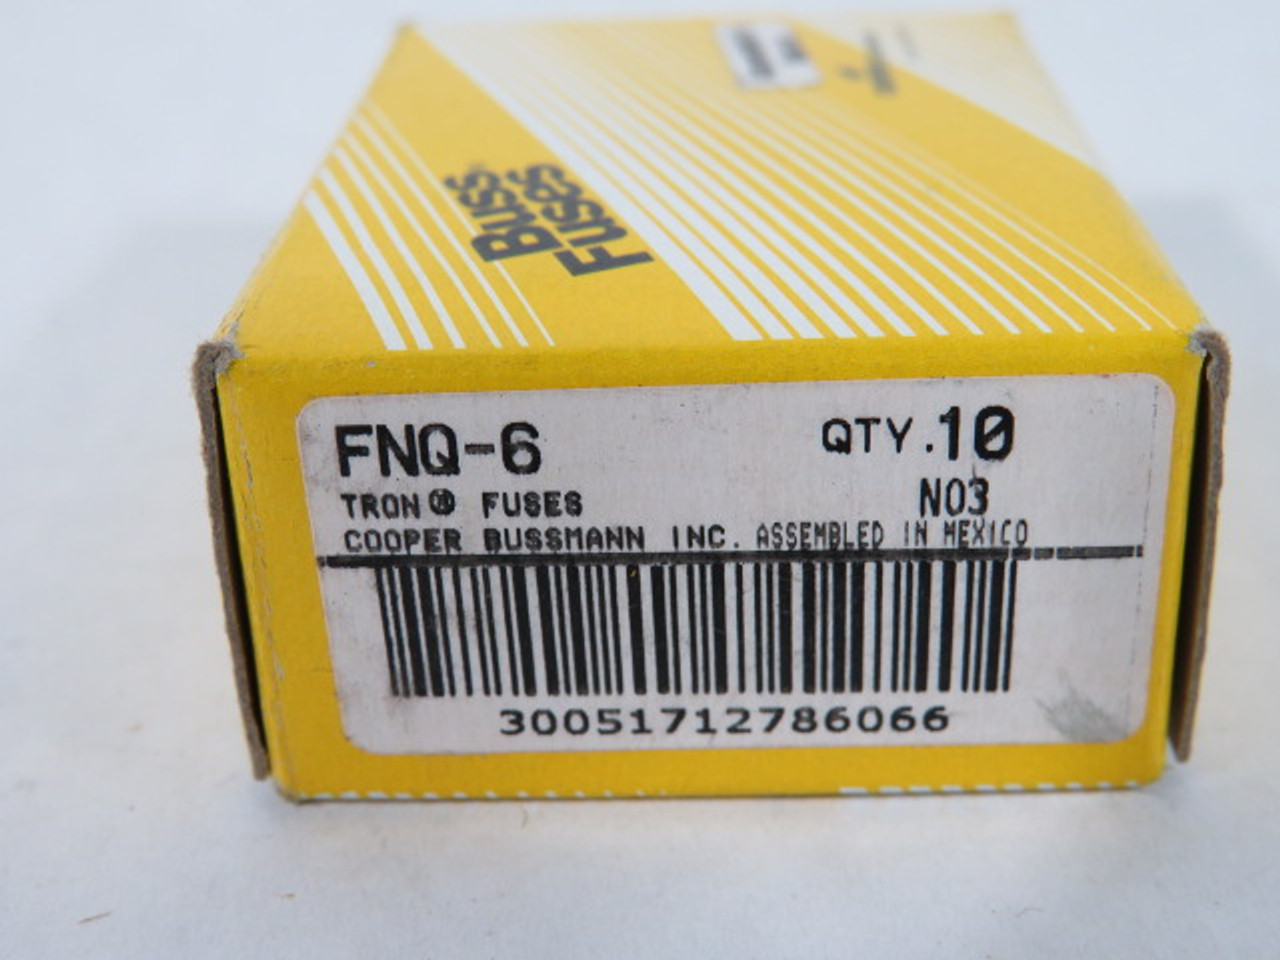 Buss
Fuses
FNQ-6 QTY.10
TRON® FUSES N03
COOPER BUSSMANN INC. ASSEMBLED IN MEXICO
30051712786066